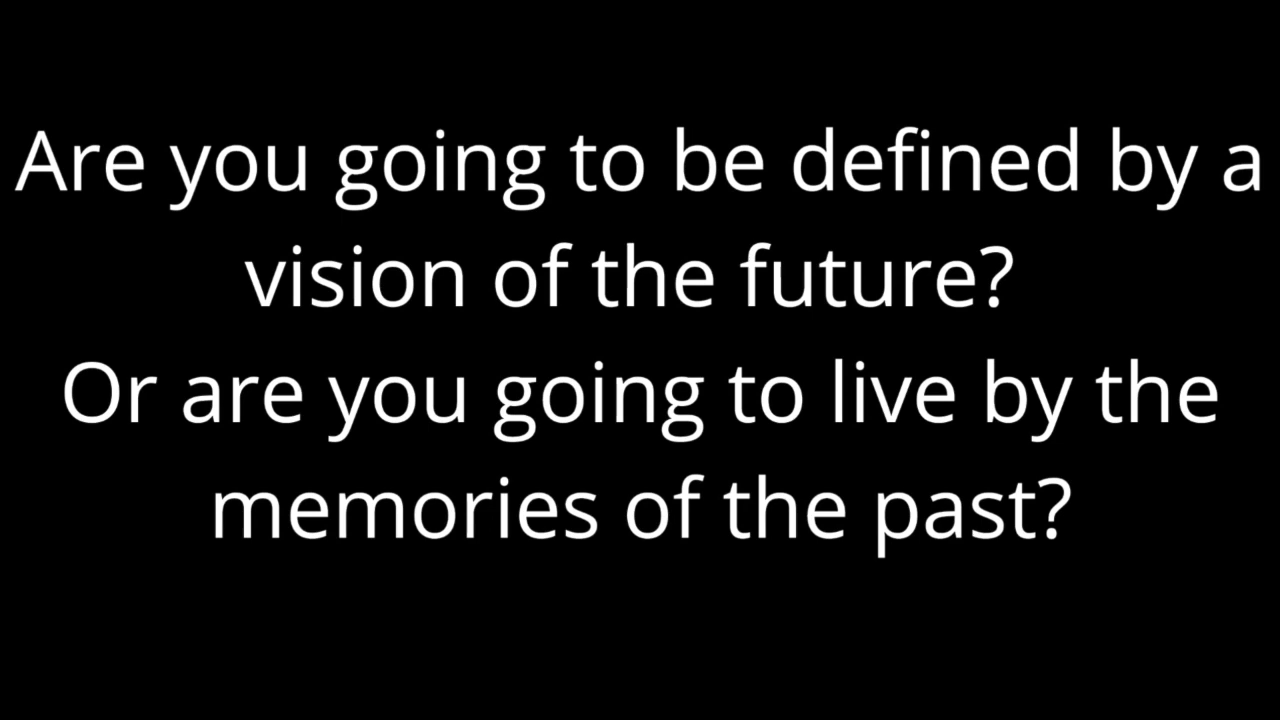 Are you going to be defined by a
vision of the future?
Or are you going to live by the
memories of the past?